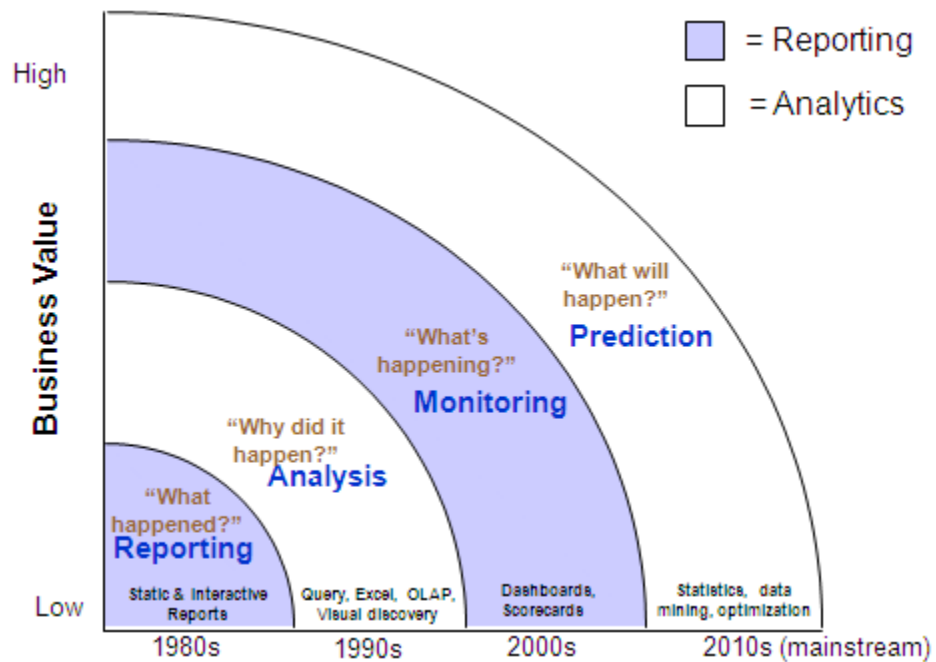 = Reporting
= Analytics
High
Business Value
Low
“What will
happen?”
Prediction
“What’s
happening?”
Monitoring
“Why did it
happen?”
Analysis
“What
happened?”
Reporting
Static & Interactive
Reports
Query, Excel, OLAP,
Visual discovery
Dashboards,
Scorecards
Statistics, data
mining, optimization
1980s
1990s
2000s
2010s (mainstream)